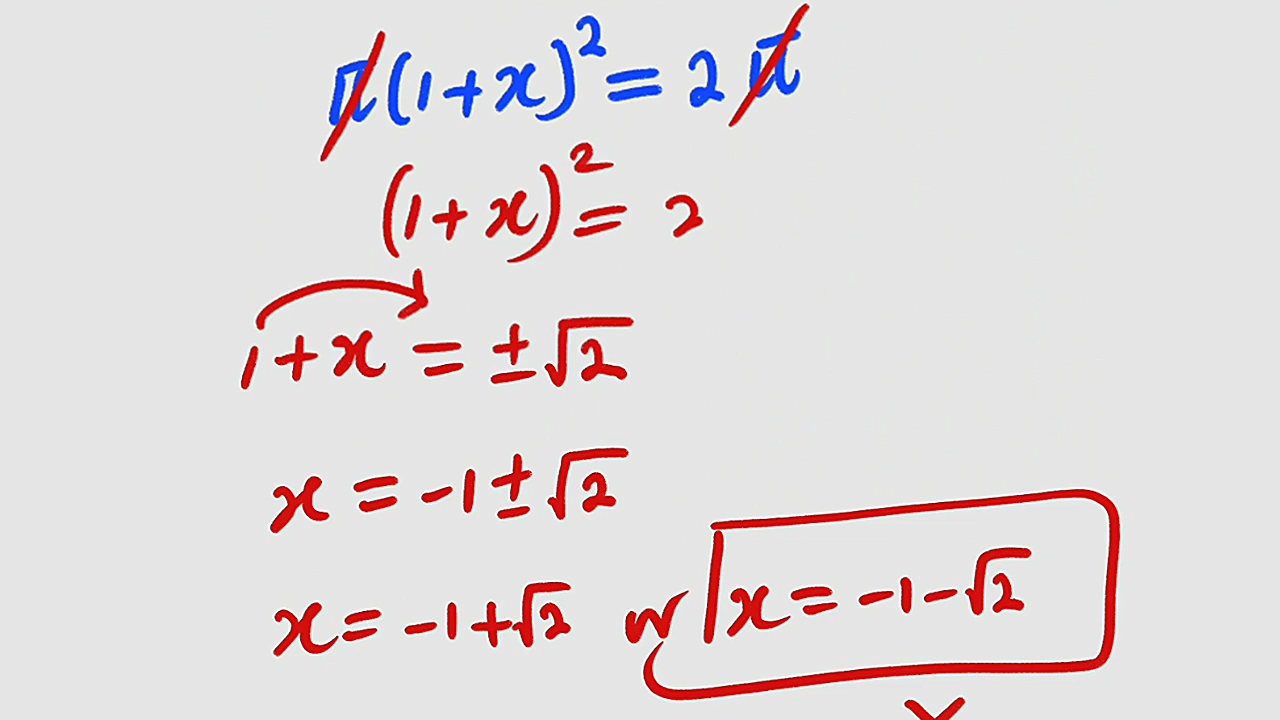 π(1+x)² = 2π
(1+x)² = 2
1+x = ±√2
x = -1±√2
x = -1+√2 or x = -1-√2